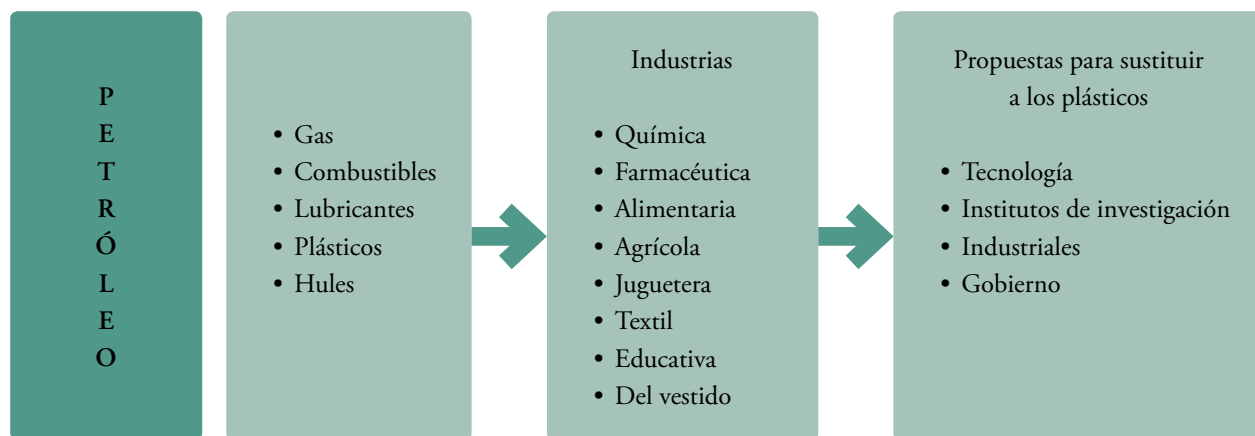 PETRÓLEO
• Gas
• Combustibles
• Lubricantes
• Plásticos
• Hules
Industrias
• Química
• Farmacéutica
• Alimentaria
• Agrícola
• Juguetera
• Textil
• Educativa
• Del vestido
Propuestas para sustituir
a los plásticos
• Tecnología
• Institutos de investigación
• Industriales
• Gobierno